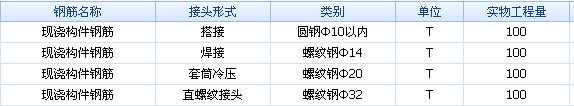 钢筋名称 接头形式 类别 单位 实物工程量
现浇构件钢筋 搭接 圆钢Φ10以内 T 100
现浇构件钢筋 焊接 螺纹钢Φ14 T 100
现浇构件钢筋 套筒冷压 螺纹钢Φ20 T 100
现浇构件钢筋 直螺纹接头 螺纹钢Φ32 T 100